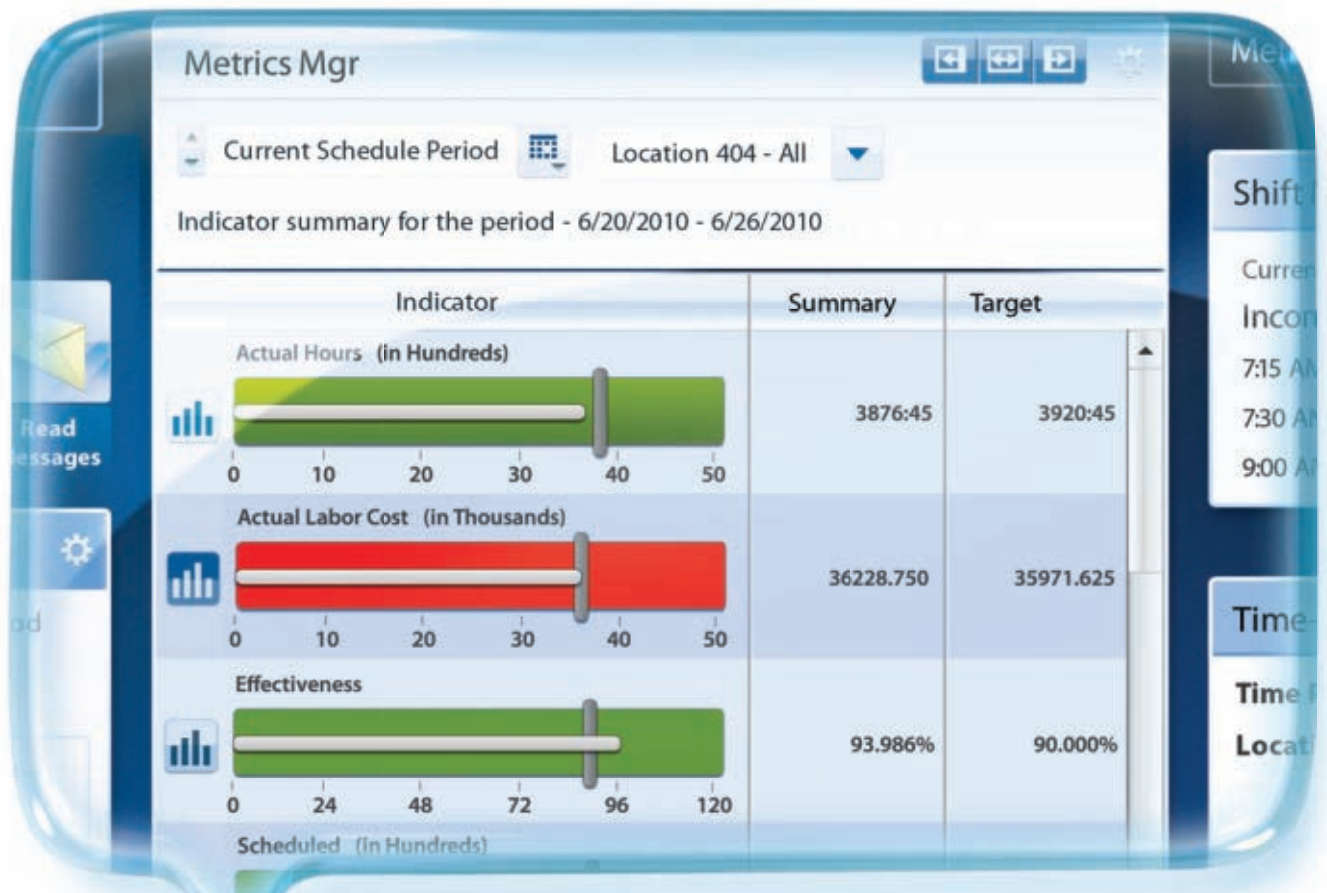 Metrics Mgr
Current Schedule Period
Location 404 - All
Indicator summary for the period - 6/20/2010 - 6/26/2010
Indicator Summary Target
Actual Hours (in Hundreds)
3876:45 3920:45
0 10 20 30 40 50
Actual Labor Cost (in Thousands)
36228.750 35971.625
0 10 20 30 40 50
Effectiveness
93.986% 90.000%
0 24 48 72 96 120
Scheduled (in Hundreds)
Read
Shift
7:15
7:30
9:00
Time
Time